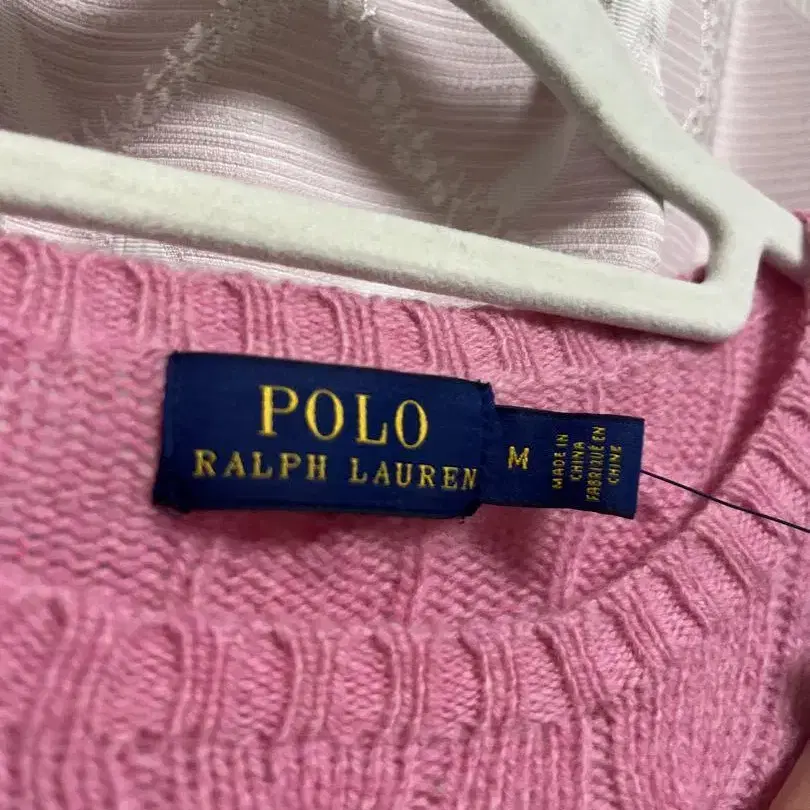 POLO
RALPH LAUREN
M
MADE IN
CHINA
FABRIQUÉ EN
CHINE